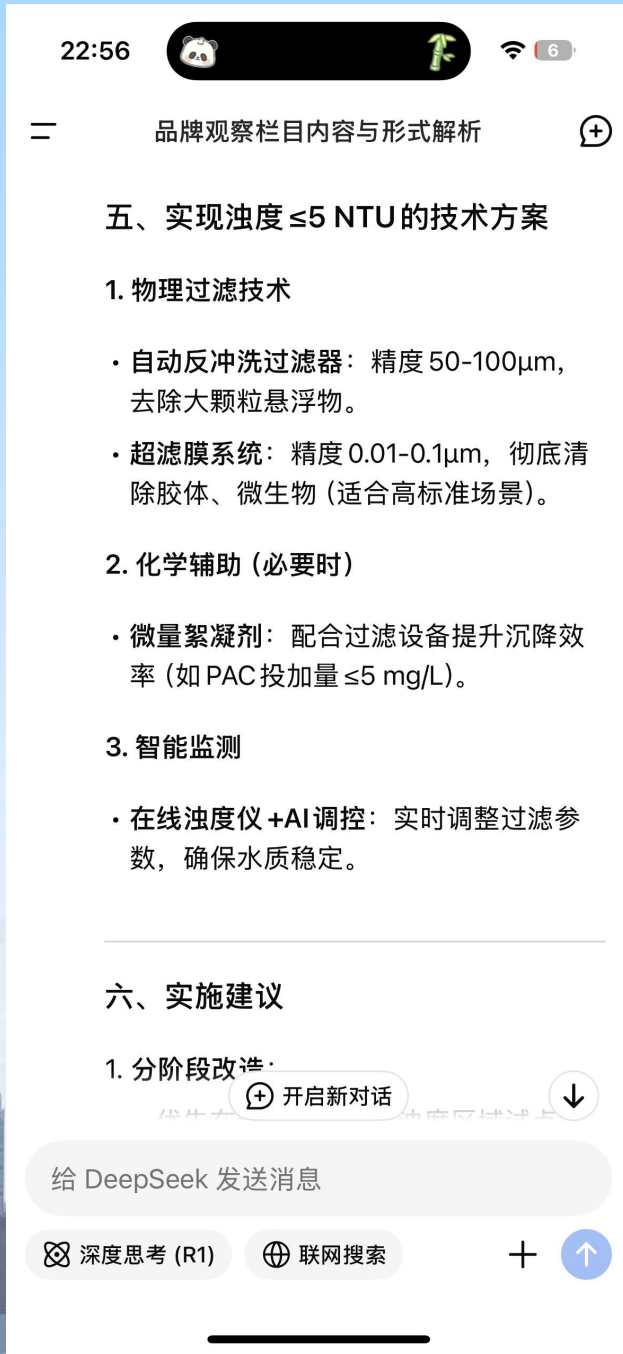 22:56
6
品牌观察栏目内容与形式解析
五、实现浊度≤5 NTU的技术方案
1. 物理过滤技术
• 自动反冲洗过滤器：精度50-100μm，
去除大颗粒悬浮物。
• 超滤膜系统：精度0.01-0.1μm，彻底清
除胶体、微生物（适合高标准场景）。
2. 化学辅助（必要时）
• 微量絮凝剂：配合过滤设备提升沉降效
率（如PAC投加量≤5 mg/L）。
3. 智能监测
• 在线浊度仪+AI调控：实时调整过滤参
数，确保水质稳定。
六、实施建议
1. 分阶段改造：
开启新对话
给 DeepSeek 发送消息
深度思考 (R1)
联网搜索